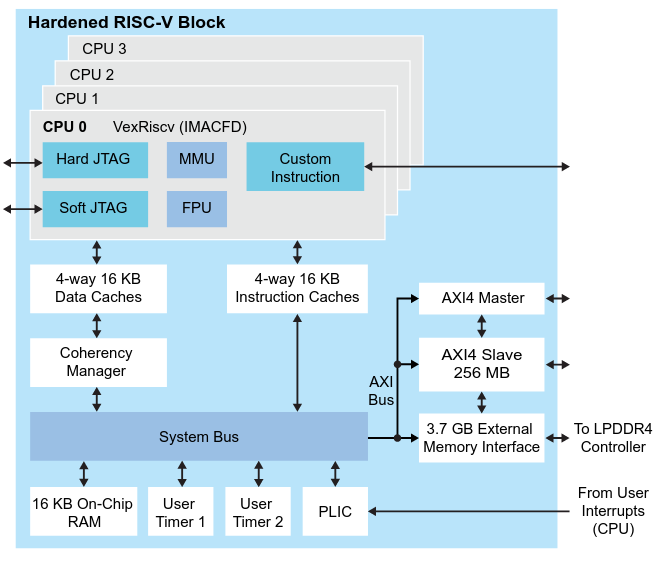 Hardened RISC-V Block
CPU 3
CPU 2
CPU 1
CPU 0 VexRiscv (IMACFD)
Hard JTAG
MMU
Custom
Instruction
Soft JTAG
FPU
4-way 16 KB
Data Caches
4-way 16 KB
Instruction Caches
AXI4 Master
Coherency
Manager
AXI4 Slave
256 MB
AXI
Bus
System Bus
3.7 GB External
Memory Interface
To LPDDR4
Controller
16 KB On-Chip
RAM
User
Timer 1
User
Timer 2
PLIC
From User
Interrupts
(CPU)